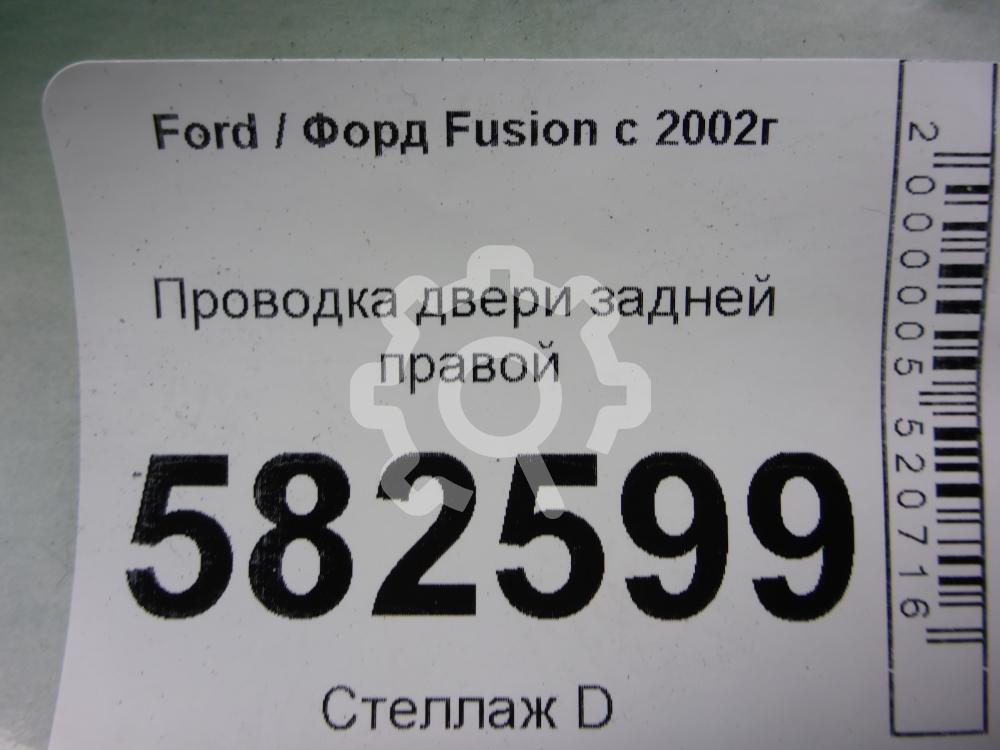 Ford / Форд Fusion с 2002г
Проводка двери задней
правой
582599
Стеллаж D
2000005520716